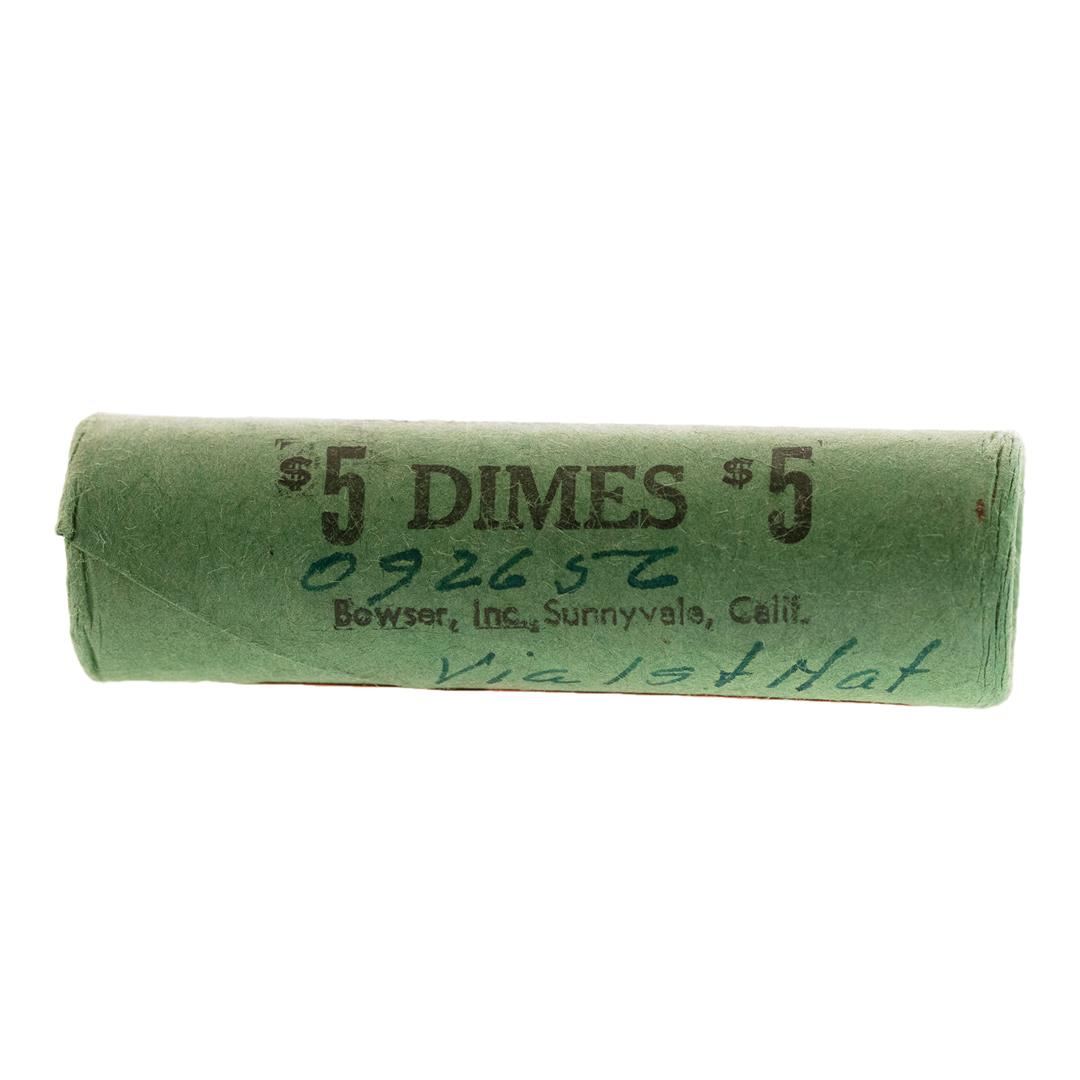 $5 DIMES $5
092656
Bowser, Inc., Sunnyvale, Calif.
Via 1st Nat